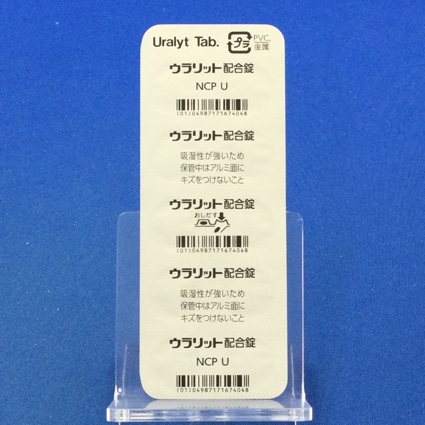 Uralyt Tab.
プラ
PVC,
金属
ウラリット配合錠
NCP U
(01)04987171674048
ウラリット配合錠
吸湿性が強いため
保管中はアルミ面に
キズをつけないこと
ウラリット配合錠
おしだす
(01)04987171674048
ウラリット配合錠
吸湿性が強いため
保管中はアルミ面に
キズをつけないこと
ウラリット配合錠
NCP U
(01)04987171674048